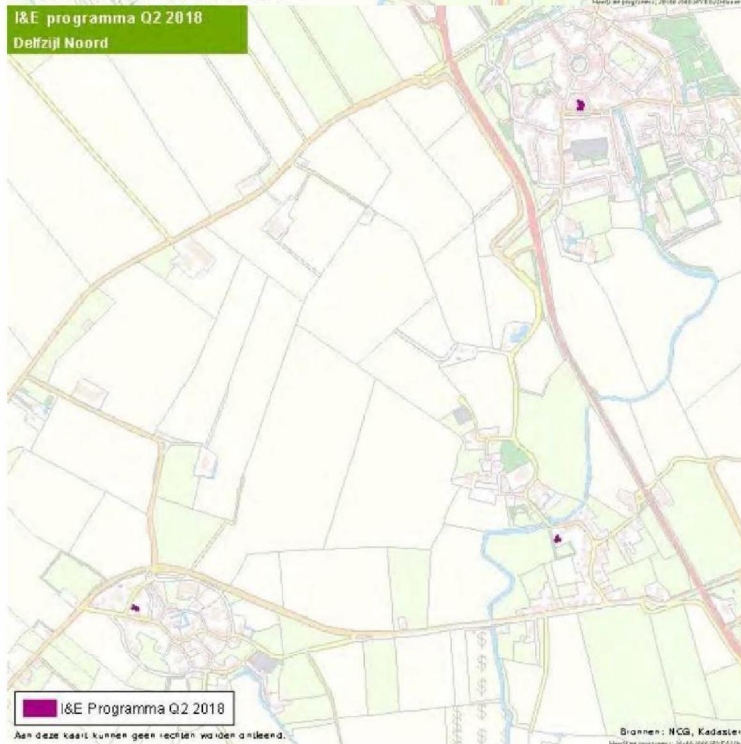 I&E programma Q2 2018
Delfzijl Noord
I&E Programma Q2 2018
Aan deze kaart kunnen geen rechten worden ontleend.
Bronnen: NCG, Kadaster